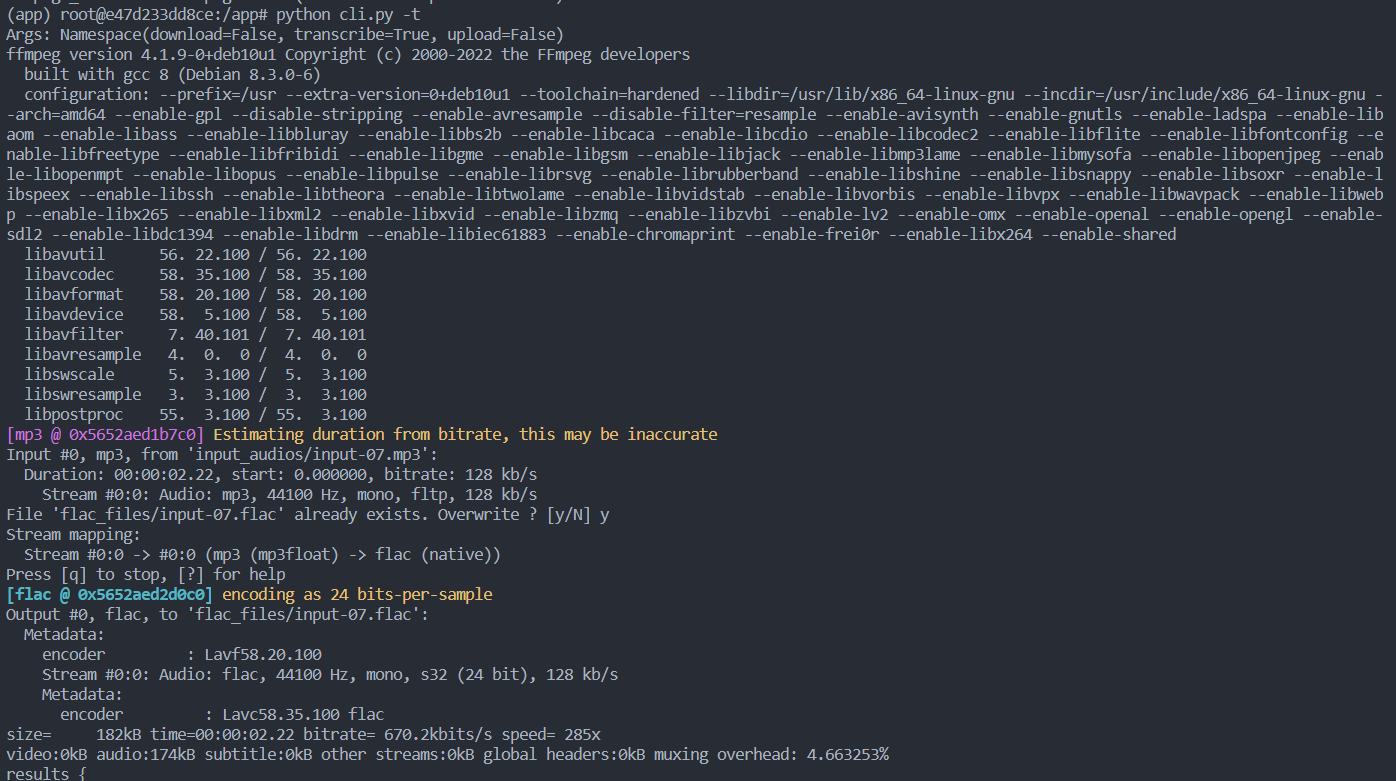 (app) root@e47d233dd8ce:/app# python cli.py -t
Args: Namespace(download=False, transcribe=True, upload=False)
ffmpeg version 4.1.9-0+deb10u1 Copyright (c) 2000-2022 the FFmpeg developers
  built with gcc 8 (Debian 8.3.0-6)
  configuration: --prefix=/usr --extra-version=0+deb10u1 --toolchain=hardened --libdir=/usr/lib/x86_64-linux-gnu --incdir=/usr/include/x86_64-linux-gnu -
-arch=amd64 --enable-gpl --disable-stripping --enable-avresample --disable-filter=resample --enable-avisynth --enable-gnutls --enable-ladspa --enable-lib
aom --enable-libass --enable-libbluray --enable-libbs2b --enable-libcaca --enable-libcdio --enable-libcodec2 --enable-libflite --enable-libfontconfig --e
nable-libfreetype --enable-libfribidi --enable-libgme --enable-libgsm --enable-libjack --enable-libmp3lame --enable-libmysofa --enable-libopenjpeg --enab
le-libopenmpt --enable-libopus --enable-libpulse --enable-librsvg --enable-librubberband --enable-libshine --enable-libsnappy --enable-libsoxr --enable-l
ibspeex --enable-libssh --enable-libtheora --enable-libtwolame --enable-libvidstab --enable-libvorbis --enable-libvpx --enable-libwavpack --enable-libweb
p --enable-libx265 --enable-libxml2 --enable-libxvid --enable-libzmq --enable-libzvbi --enable-lv2 --enable-omx --enable-openal --enable-opengl --enable-
sdl2 --enable-libdc1394 --enable-libdrm --enable-libiec61883 --enable-chromaprint --enable-frei0r --enable-libx264 --enable-shared
  libavutil      56. 22.100 / 56. 22.100
  libavcodec     58. 35.100 / 58. 35.100
  libavformat    58. 20.100 / 58. 20.100
  libavdevice    58.  5.100 / 58.  5.100
  libavfilter     7. 40.101 /  7. 40.101
  libavresample   4.  0.  0 /  4.  0.  0
  libswscale      5.  3.100 /  5.  3.100
  libswresample   3.  3.100 /  3.  3.100
  libpostproc    55.  3.100 / 55.  3.100
[mp3 @ 0x5652aed1b7c0] Estimating duration from bitrate, this may be inaccurate
Input #0, mp3, from 'input_audios/input-07.mp3':
  Duration: 00:00:02.22, start: 0.000000, bitrate: 128 kb/s
    Stream #0:0: Audio: mp3, 44100 Hz, mono, fltp, 128 kb/s
File 'flac_files/input-07.flac' already exists. Overwrite ? [y/N] y
Stream mapping:
  Stream #0:0 -> #0:0 (mp3 (mp3float) -> flac (native))
Press [q] to stop, [?] for help
[flac @ 0x5652aed2d0c0] encoding as 24 bits-per-sample
Output #0, flac, to 'flac_files/input-07.flac':
  Metadata:
    encoder         : Lavf58.20.100
    Stream #0:0: Audio: flac, 44100 Hz, mono, s32 (24 bit), 128 kb/s
    Metadata:
      encoder         : Lavc58.35.100 flac
size=     182kB time=00:00:02.22 bitrate= 670.2kbits/s speed= 285x
video:0kB audio:174kB subtitle:0kB other streams:0kB global headers:0kB muxing overhead: 4.663253%
results {